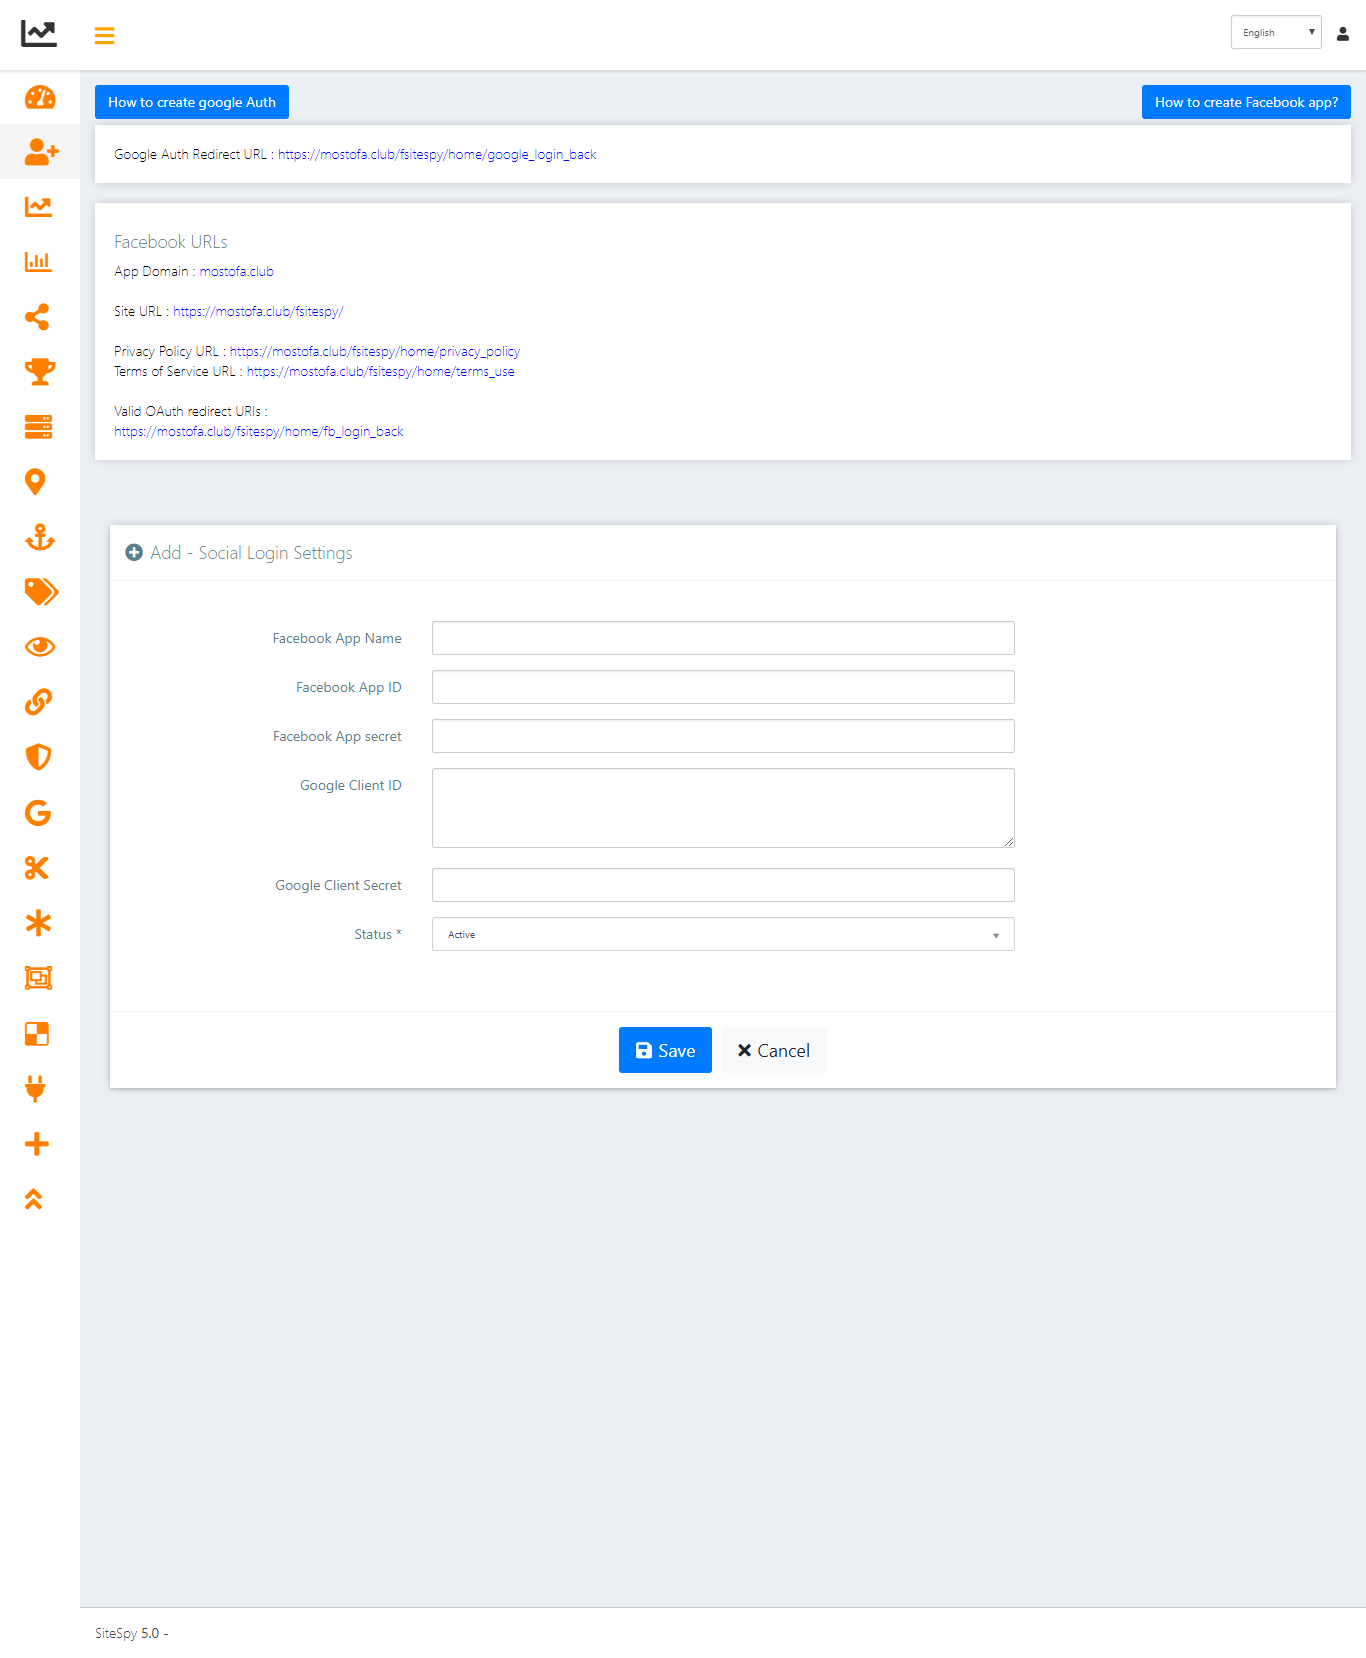 English
How to create google Auth
How to create Facebook app?
Google Auth Redirect URL : https://mostofa.club/fsitespy/home/google_login_back
Facebook URLs
App Domain : mostofa.club
Site URL : https://mostofa.club/fsitespy/
Privacy Policy URL : https://mostofa.club/fsitespy/home/privacy_policy
Terms of Service URL : https://mostofa.club/fsitespy/home/terms_use
Valid OAuth redirect URIs :
https://mostofa.club/fsitespy/home/fb_login_back
Add - Social Login Settings
Facebook App Name
Facebook App ID
Facebook App secret
Google Client ID
Google Client Secret
Status *
Active
Save
Cancel
SiteSpy 5.0 -